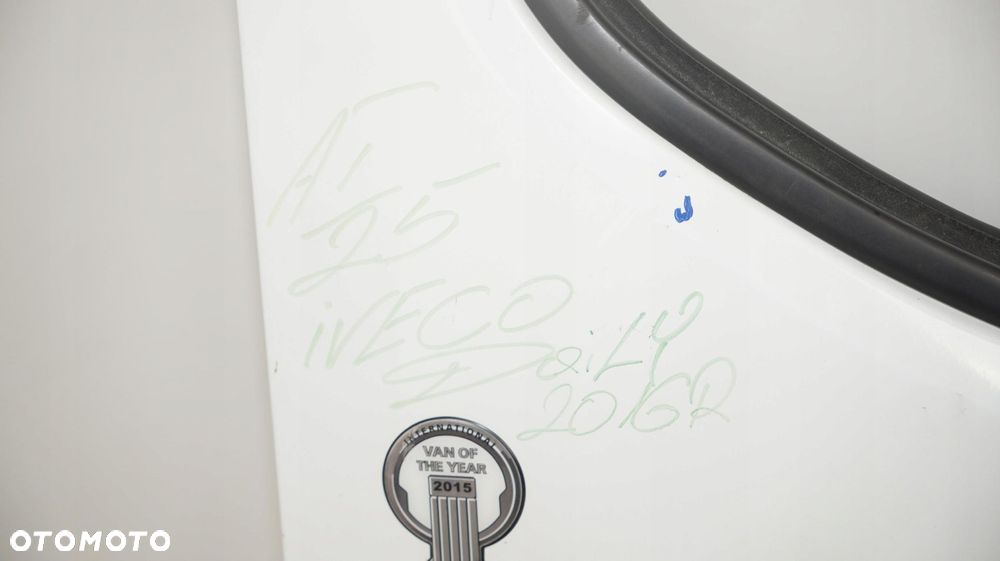 25
iVECO
DaiLY
2016R
INTERNATIONAL
VAN OF
THE YEAR
2015
OTOMOTO